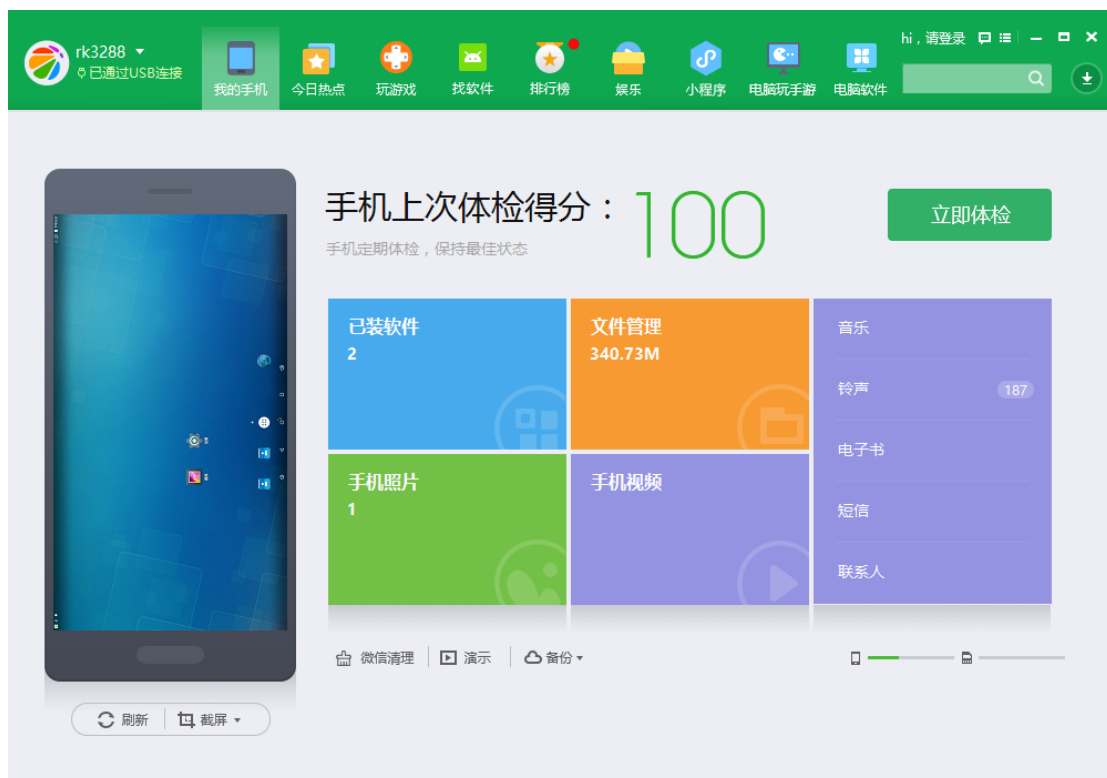 rk3288
已通过USB连接
我的手机
今日热点
玩游戏
找软件
排行榜
娱乐
小程序
电脑玩手游
电脑软件
hi，请登录
手机上次体检得分：100
手机定期体检，保持最佳状态
立即体检
已装软件
2
文件管理
340.73M
手机照片
1
手机视频
音乐
铃声 187
电子书
短信
联系人
微信清理
演示
备份
刷新
截屏